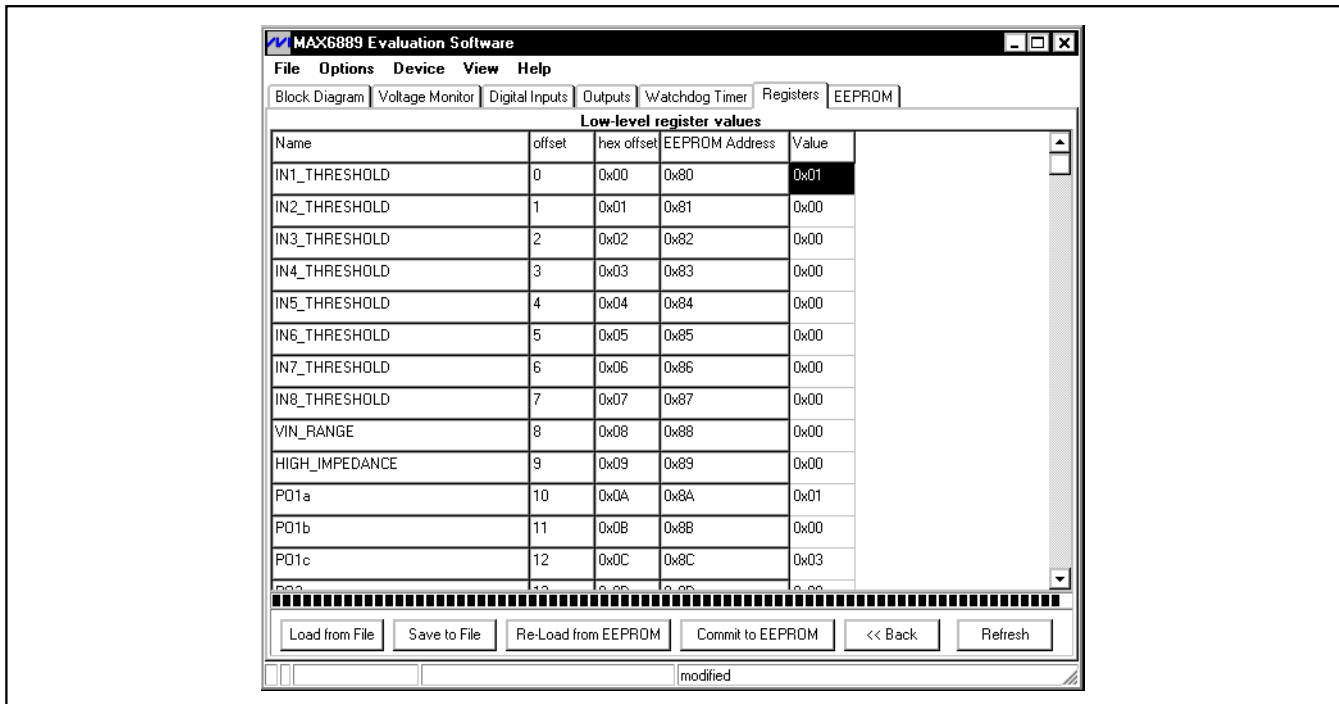 MAX6889 Evaluation Software
File Options Device View Help
Block Diagram Voltage Monitor Digital Inputs Outputs Watchdog Timer Registers EEPROM
Low-level register values
Name offset hex offset EEPROM Address Value
IN1_THRESHOLD 0 0x00 0x80 0x01
IN2_THRESHOLD 1 0x01 0x81 0x00
IN3_THRESHOLD 2 0x02 0x82 0x00
IN4_THRESHOLD 3 0x03 0x83 0x00
IN5_THRESHOLD 4 0x04 0x84 0x00
IN6_THRESHOLD 5 0x05 0x85 0x00
IN7_THRESHOLD 6 0x06 0x86 0x00
IN8_THRESHOLD 7 0x07 0x87 0x00
VIN_RANGE 8 0x08 0x88 0x00
HIGH_IMPEDANCE 9 0x09 0x89 0x00
PO1a 10 0x0A 0x8A 0x01
PO1b 11 0x0B 0x8B 0x00
PO1c 12 0x0C 0x8C 0x03
Load from File Save to File Re-Load from EEPROM Commit to EEPROM << Back Refresh
modified